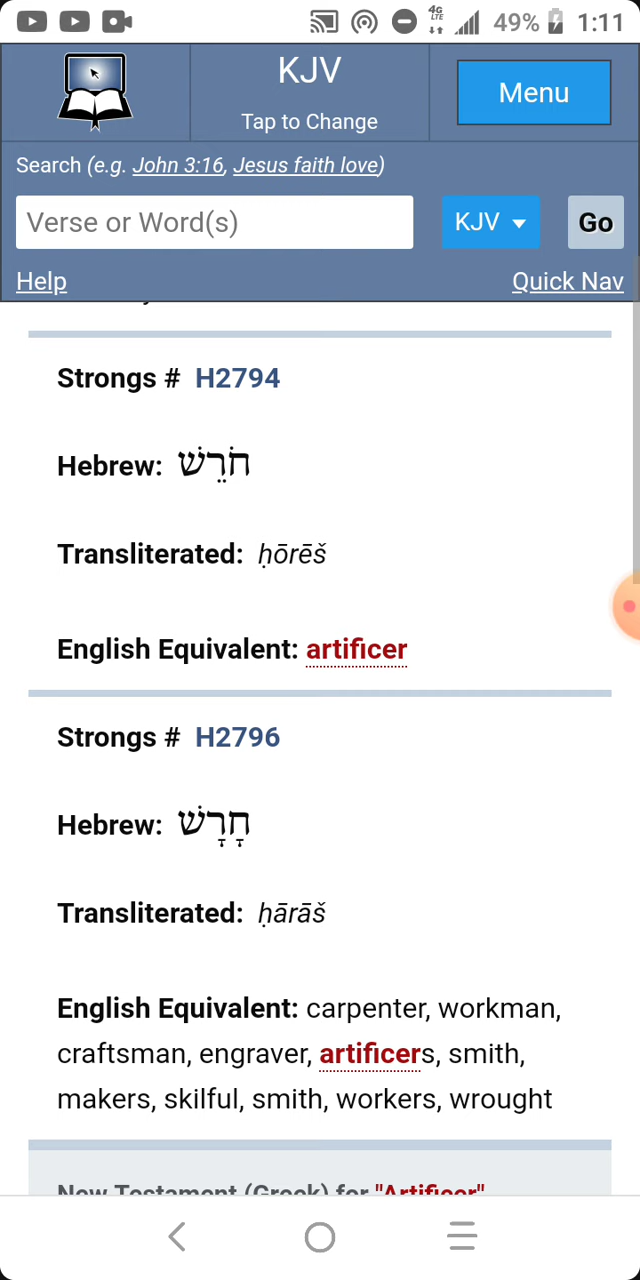 4G
LTE
49%
1:11
KJV
Tap to Change
Menu
Search (e.g. John 3:16, Jesus faith love)
Verse or Word(s)
KJV
Go
Help
Quick Nav
Strongs # H2794
Hebrew: חֹרֵשׁ
Transliterated: ḥōrēš
English Equivalent: artificer
Strongs # H2796
Hebrew: חָרָשׁ
Transliterated: ḥārāš
English Equivalent: carpenter, workman,
craftsman, engraver, artificers, smith,
makers, skilful, smith, workers, wrought
New Testament (Greek) for "Artificer"